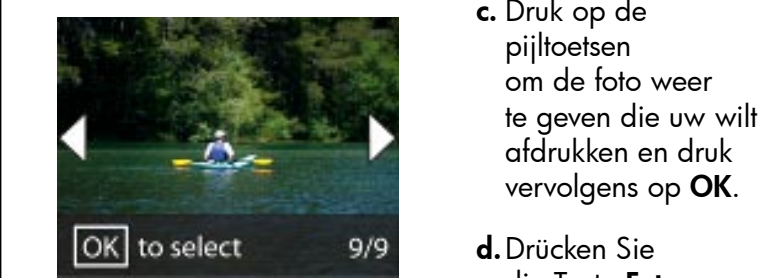 OK to select 9/9
c. Druk op de
pijltoetsen
om de foto weer
te geven die uw wilt
afdrukken en druk
vervolgens op OK.
d. Drücken Sie